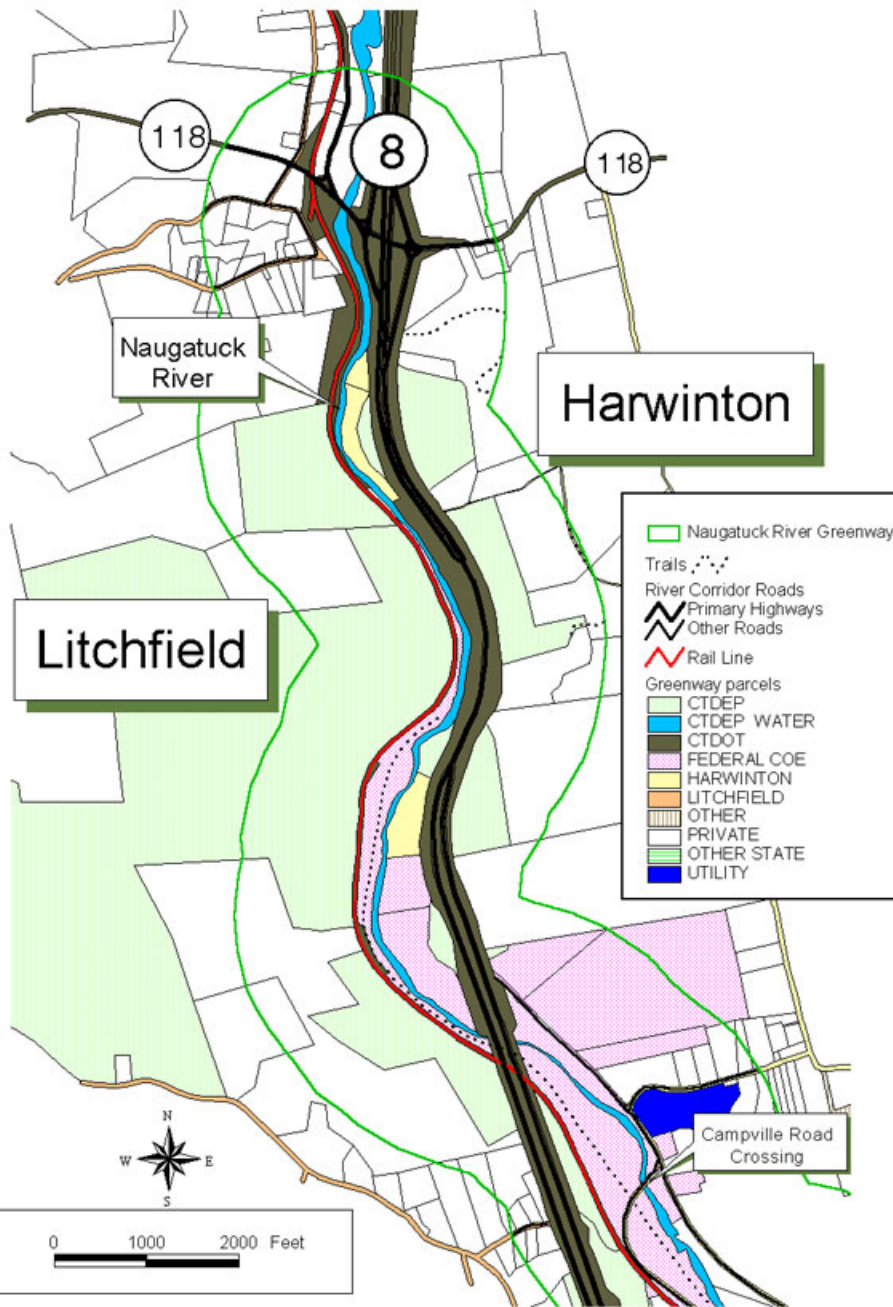 118
8
118
Naugatuck
River
Harwinton
Litchfield
Naugatuck River Greenway
Trails
River Corridor Roads
Primary Highways
Other Roads
Rail Line
Greenway parcels
CTDEP
CTDEP WATER
CTDOT
FEDERAL COE
HARWINTON
LITCHFIELD
OTHER
PRIVATE
OTHER STATE
UTILITY
Campville Road
Crossing
N
W E
S
0 1000 2000 Feet